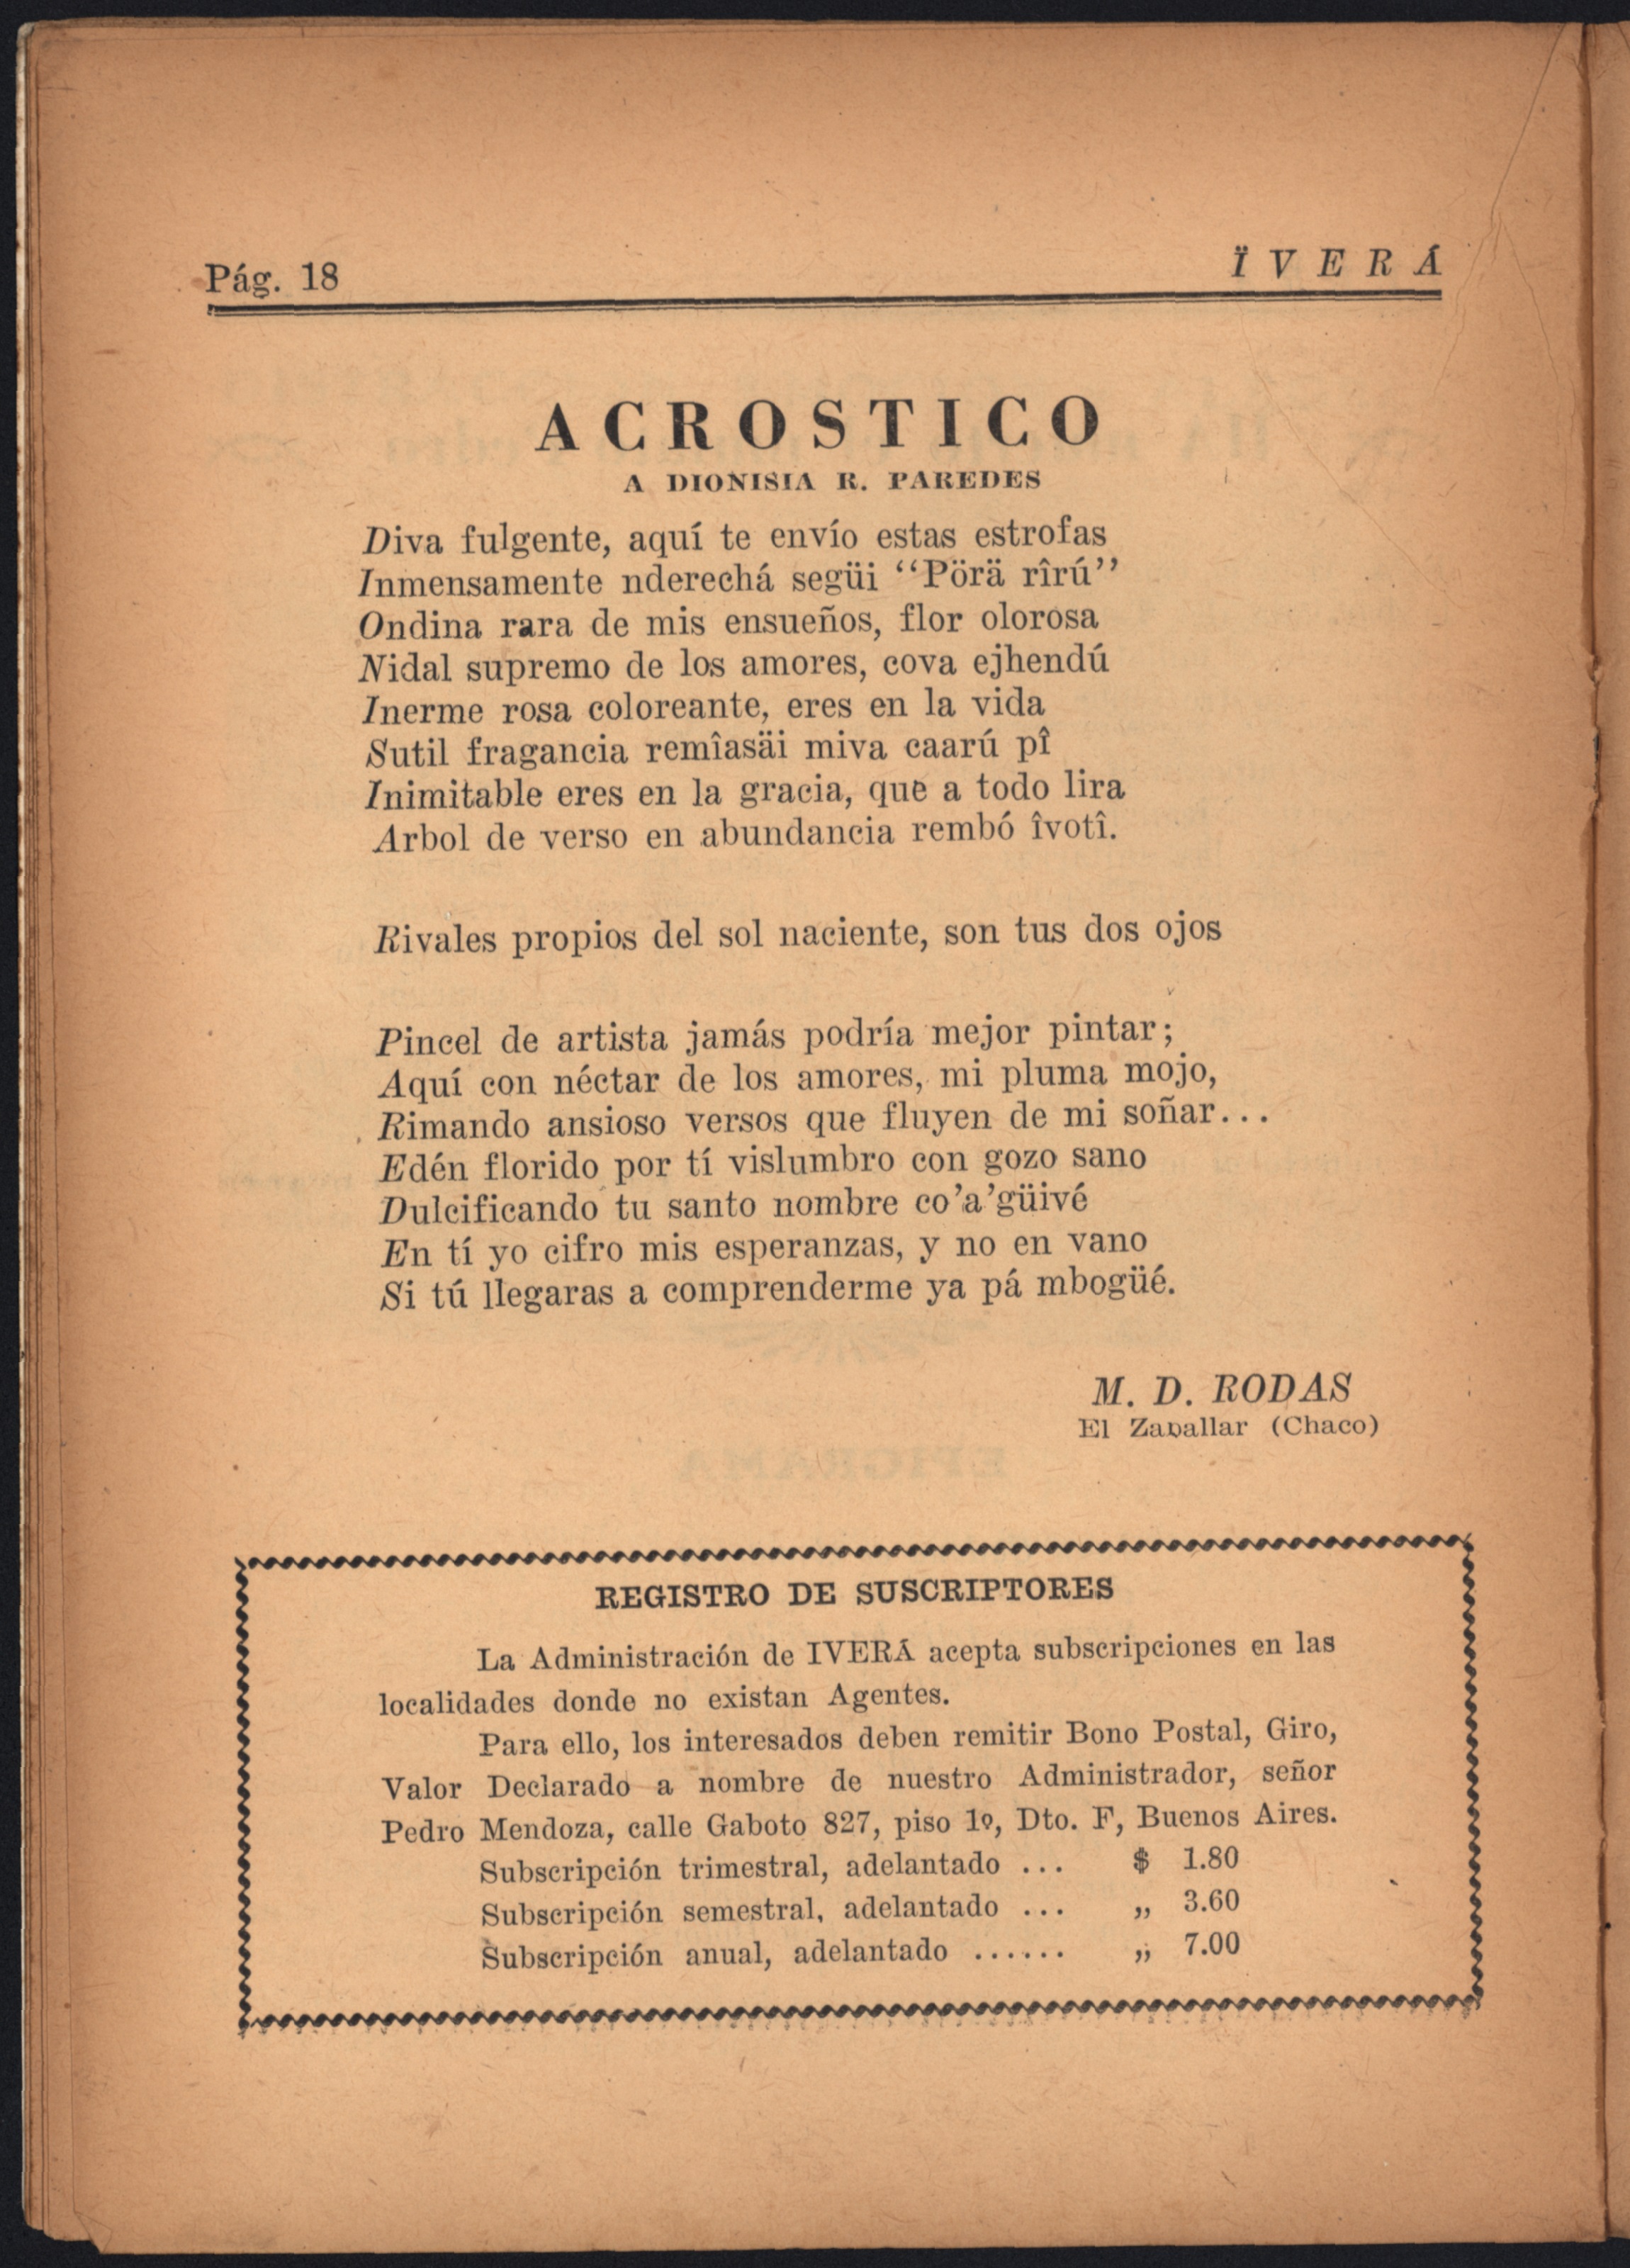 Pág. 18
ÏVERÁ
ACROSTICO
A DIONISIA R. PAREDES
Diva fulgente, aquí te envío estas estrofas
Inmensamente nderechá següi “Pörä rîrú”
Ondina rara de mis ensueños, flor olorosa
Nidal supremo de los amores, cova ejhendú
Inerme rosa coloreante, eres en la vida
Sutil fragancia remîasäi miva caarú pî
Inimitable eres en la gracia, que a todo lira
Arbol de verso en abundancia rembó îvotî.
Rivales propios del sol naciente, son tus dos ojos
Pincel de artista jamás podría mejor pintar;
Aquí con néctar de los amores, mi pluma mojo,
Rimando ansioso versos que fluyen de mi soñar...
Edén florido por tí vislumbro con gozo sano
Dulcificando tu santo nombre co’a’güivé
En tí yo cifro mis esperanzas, y no en vano
Si tú llegaras a comprenderme ya pá mbogüé.
M. D. RODAS
El Zapallar (Chaco)
REGISTRO DE SUSCRIPTORES
La Administración de IVERÁ acepta subscripciones en las
localidades donde no existan Agentes.
Para ello, los interesados deben remitir Bono Postal, Giro,
Valor Declarado a nombre de nuestro Administrador, señor
Pedro Mendoza, calle Gaboto 827, piso 1º, Dto. F, Buenos Aires.
Subscripción trimestral, adelantado ... $ 1.80
Subscripción semestral, adelantado ... „ 3.60
Subscripción anual, adelantado ...... „ 7.00